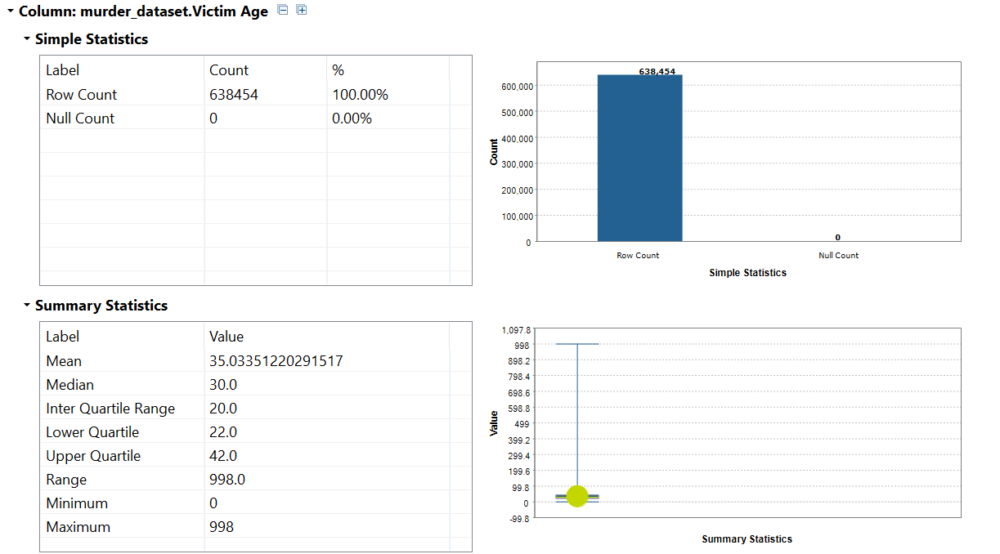 Column: murder_dataset.Victim Age
Simple Statistics
Label Count %
Row Count 638454 100.00%
Null Count 0 0.00%
638,454
600,000
500,000
400,000
300,000
200,000
100,000
0
0
Count
Row Count Null Count
Simple Statistics
Summary Statistics
Label Value
Mean 35.03351220291517
Median 30.0
Inter Quartile Range 20.0
Lower Quartile 22.0
Upper Quartile 42.0
Range 998.0
Minimum 0
Maximum 998
1,097.8
998
898.2
798.4
698.6
598.8
499
399.2
299.4
199.6
99.8
0
-99.8
Value
Summary Statistics